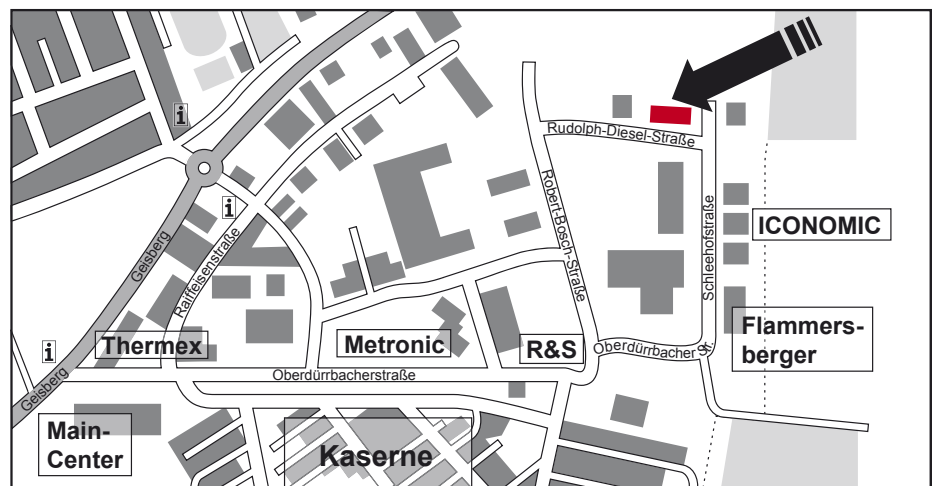 i
Rudolph-Diesel-Straße
i
Robert-Bosch-Straße
Schleehofstraße
ICONOMIC
Geisberg
Raiffeisenstraße
i
Thermex
Metronic
R&S
Oberdürrbacher St.
Flammers-
berger
Oberdürrbacherstraße
Geisberg
Main-
Center
Kaserne